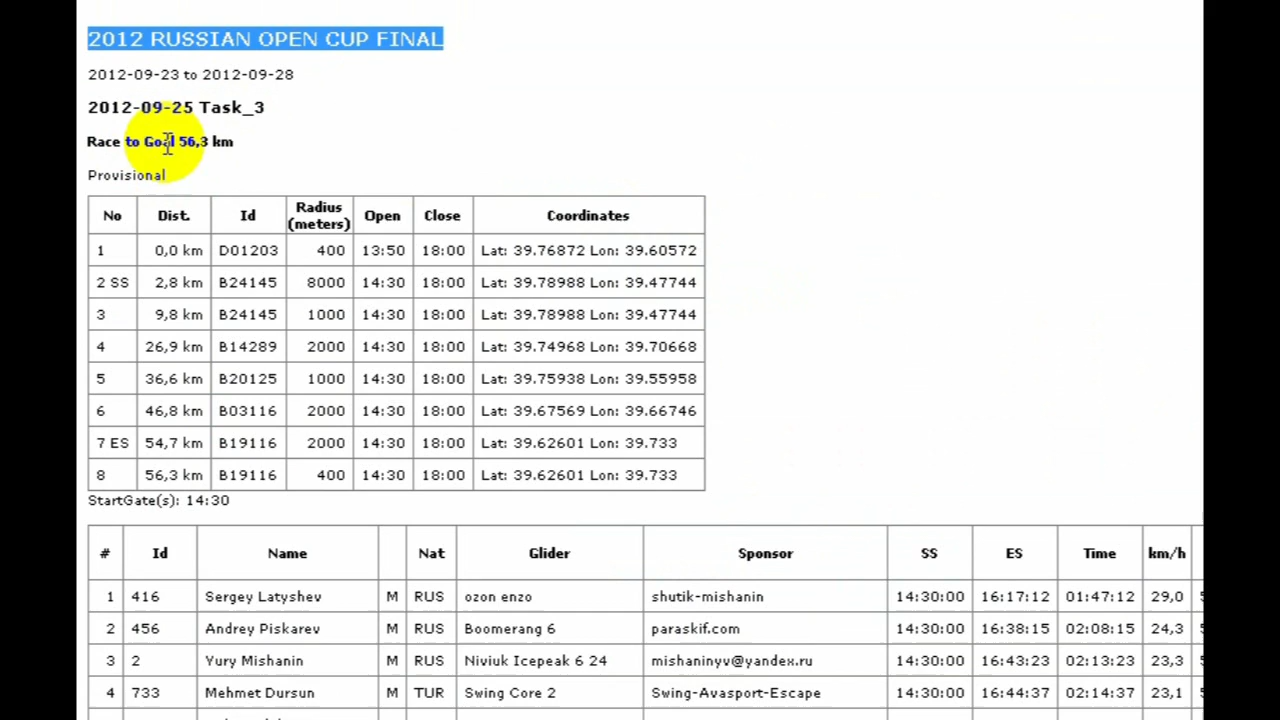 2012 RUSSIAN OPEN CUP FINAL
2012-09-23 to 2012-09-28
2012-09-25 Task_3
Race to Goal 56,3 km
Provisional
No Dist. Id Radius (meters) Open Close Coordinates
1 0,0 km D01203 400 13:50 18:00 Lat: 39.76872 Lon: 39.60572
2 SS 2,8 km B24145 8000 14:30 18:00 Lat: 39.78988 Lon: 39.47744
3 9,8 km B24145 1000 14:30 18:00 Lat: 39.78988 Lon: 39.47744
4 26,9 km B14289 2000 14:30 18:00 Lat: 39.74968 Lon: 39.70668
5 36,6 km B20125 1000 14:30 18:00 Lat: 39.75938 Lon: 39.55958
6 46,8 km B03116 2000 14:30 18:00 Lat: 39.67569 Lon: 39.66746
7 ES 54,7 km B19116 2000 14:30 18:00 Lat: 39.62601 Lon: 39.733
8 56,3 km B19116 400 14:30 18:00 Lat: 39.62601 Lon: 39.733
StartGate(s): 14:30
# Id Name Nat Glider Sponsor SS ES Time km/h
1 416 Sergey Latyshev M RUS ozon enzo shutik-mishanin 14:30:00 16:17:12 01:47:12 29,0
2 456 Andrey Piskarev M RUS Boomerang 6 paraskif.com 14:30:00 16:38:15 02:08:15 24,3
3 2 Yury Mishanin M RUS Niviuk Icepeak 6 24 mishaninyv@yandex.ru 14:30:00 16:43:23 02:13:23 23,3
4 733 Mehmet Dursun M TUR Swing Core 2 Swing-Avasport-Escape 14:30:00 16:44:37 02:14:37 23,1